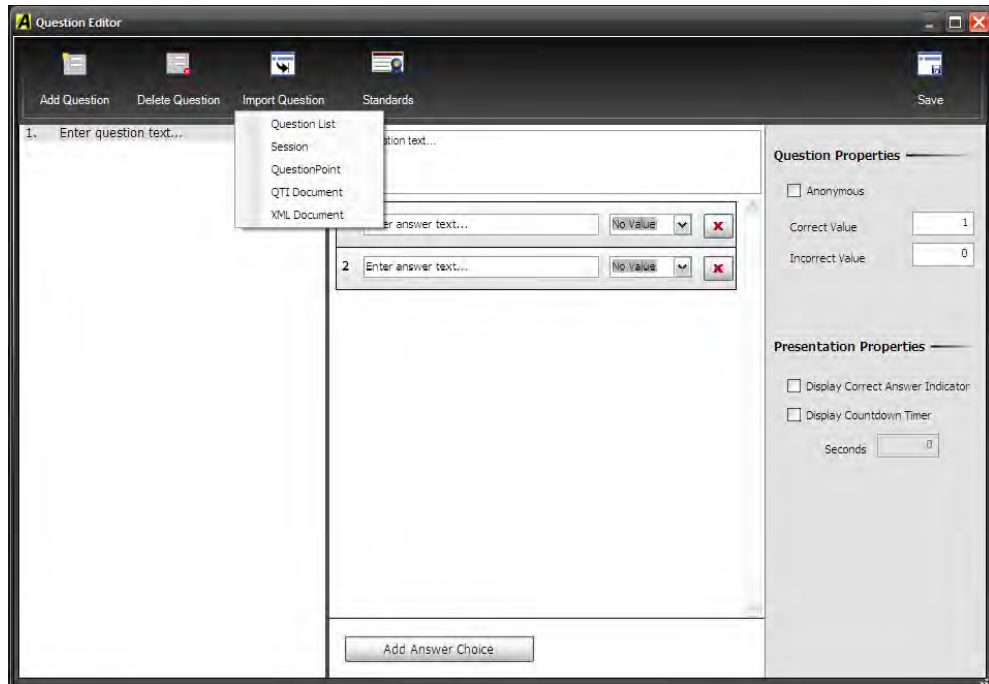 Question Editor
Add Question Delete Question Import Question Standards Save
1. Enter question text...
Question List
Session
QuestionPoint
QTI Document
XML Document
text...
answer text... No Value
2 Enter answer text... No Value
Add Answer Choice
Question Properties
Anonymous
Correct Value 1
Incorrect Value 0
Presentation Properties
Display Correct Answer Indicator
Display Countdown Timer
Seconds 0